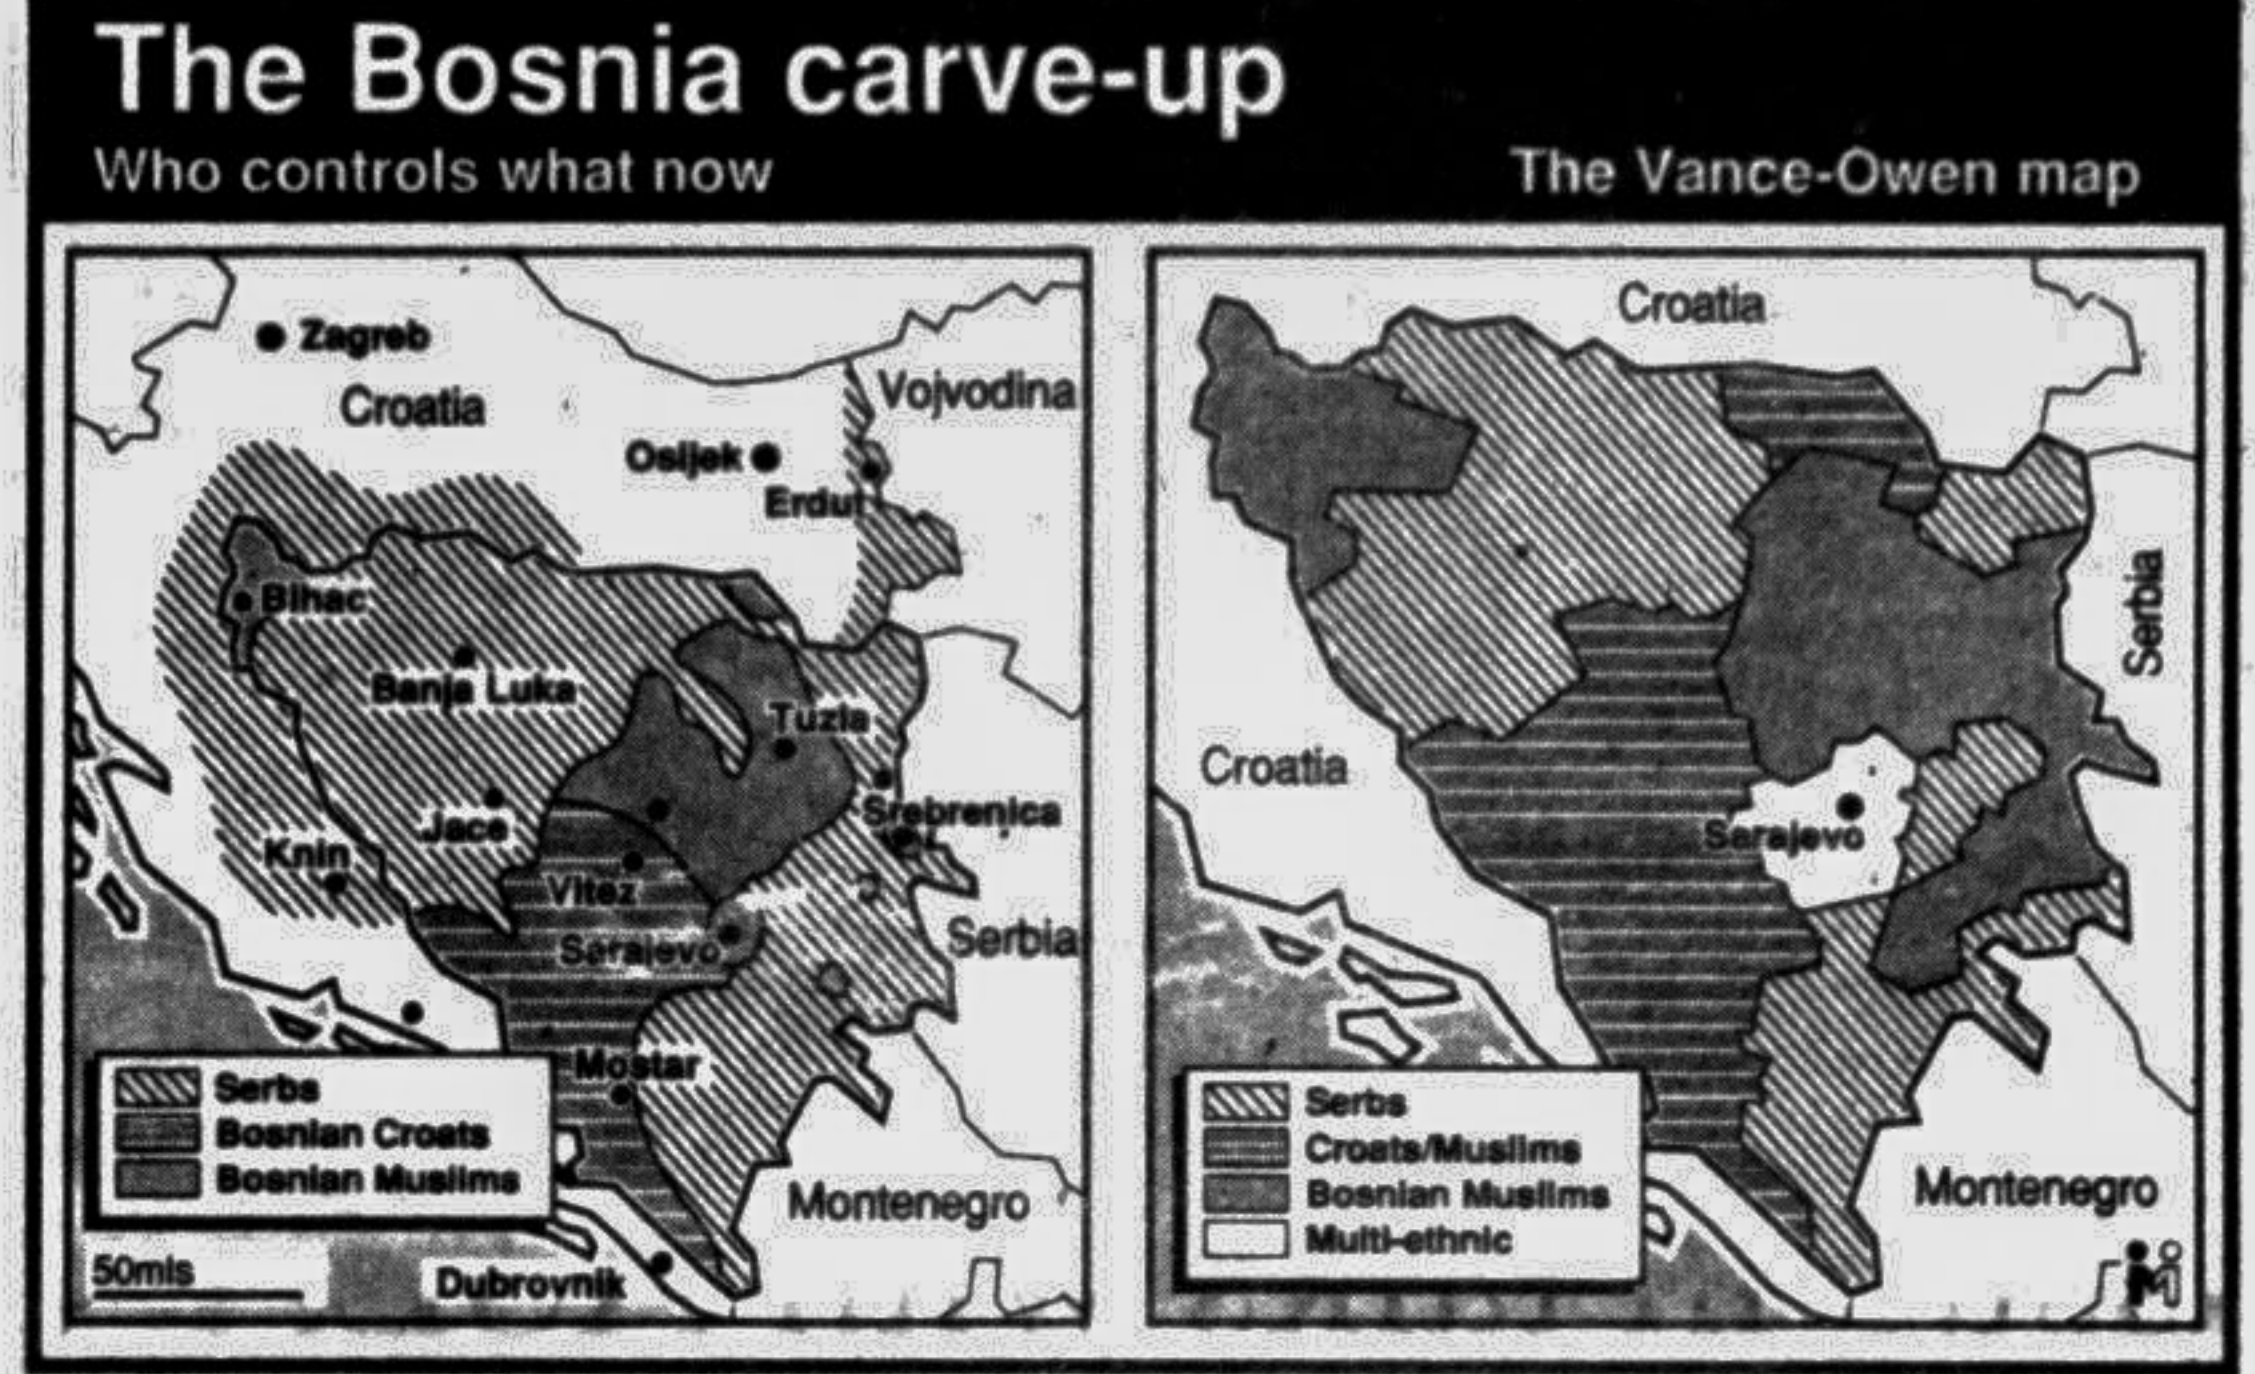 The Bosnia carve-up
Who controls what now
The Vance-Owen map
Zagreb
Croatia
Vojvodina
Osijek
Erdut
Bihac
Banja Luka
Tuzla
Jace
Srebrenica
Knin
Vitez
Sarajevo
Serbia
Mostar
Serbs
Bosnian Croats
Bosnian Muslims
Montenegro
50mls
Dubrovnik
Croatia
Serbia
Croatia
Sarajevo
Serbs
Croats/Muslims
Bosnian Muslims
Multi-ethnic
Montenegro